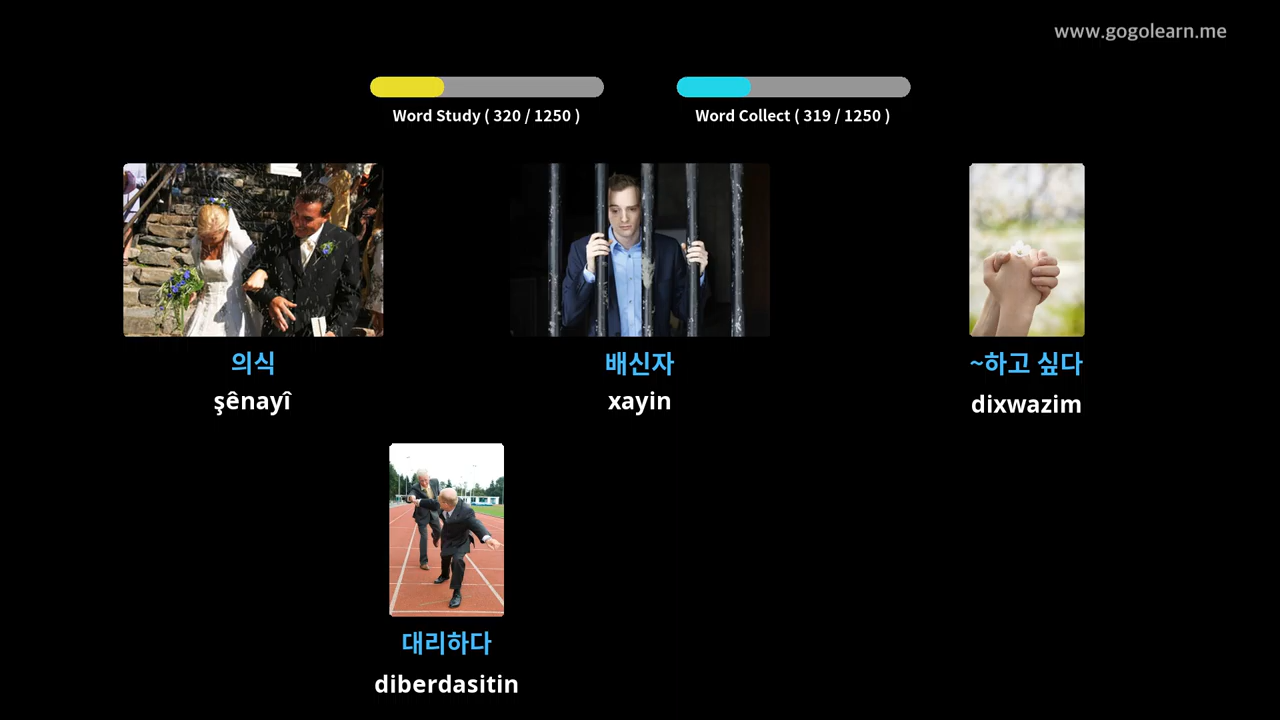 www.gogolearn.me
Word Study ( 320 / 1250 )
Word Collect ( 319 / 1250 )
의식
şênayî
배신자
xayin
~하고 싶다
dixwazim
대리하다
diberdasitin